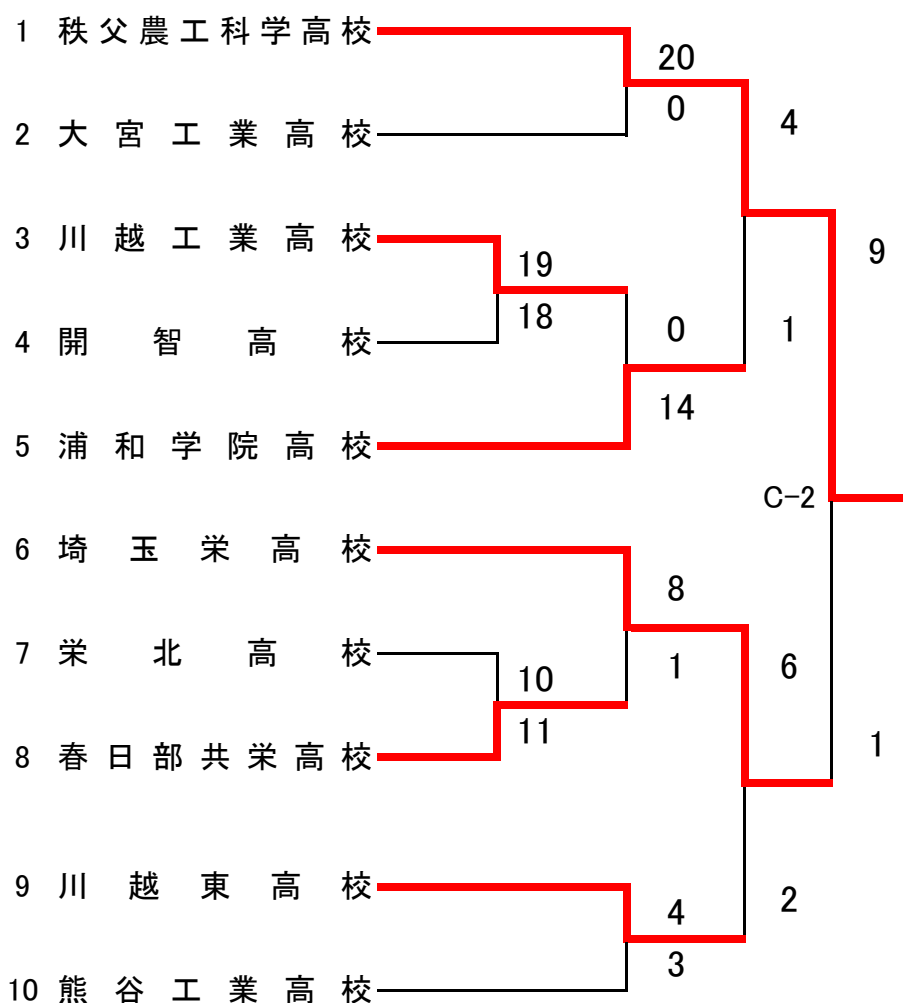 1 秩父農工科学高校
20
0
4
2 大宮工業高校
3 川越工業高校
9
19
18
0
1
4 開智高校
14
5 浦和学院高校
C-2
6 埼玉栄高校
8
1
6
7 栄北高校
10
11
1
8 春日部共栄高校
9 川越東高校
2
4
3
10 熊谷工業高校